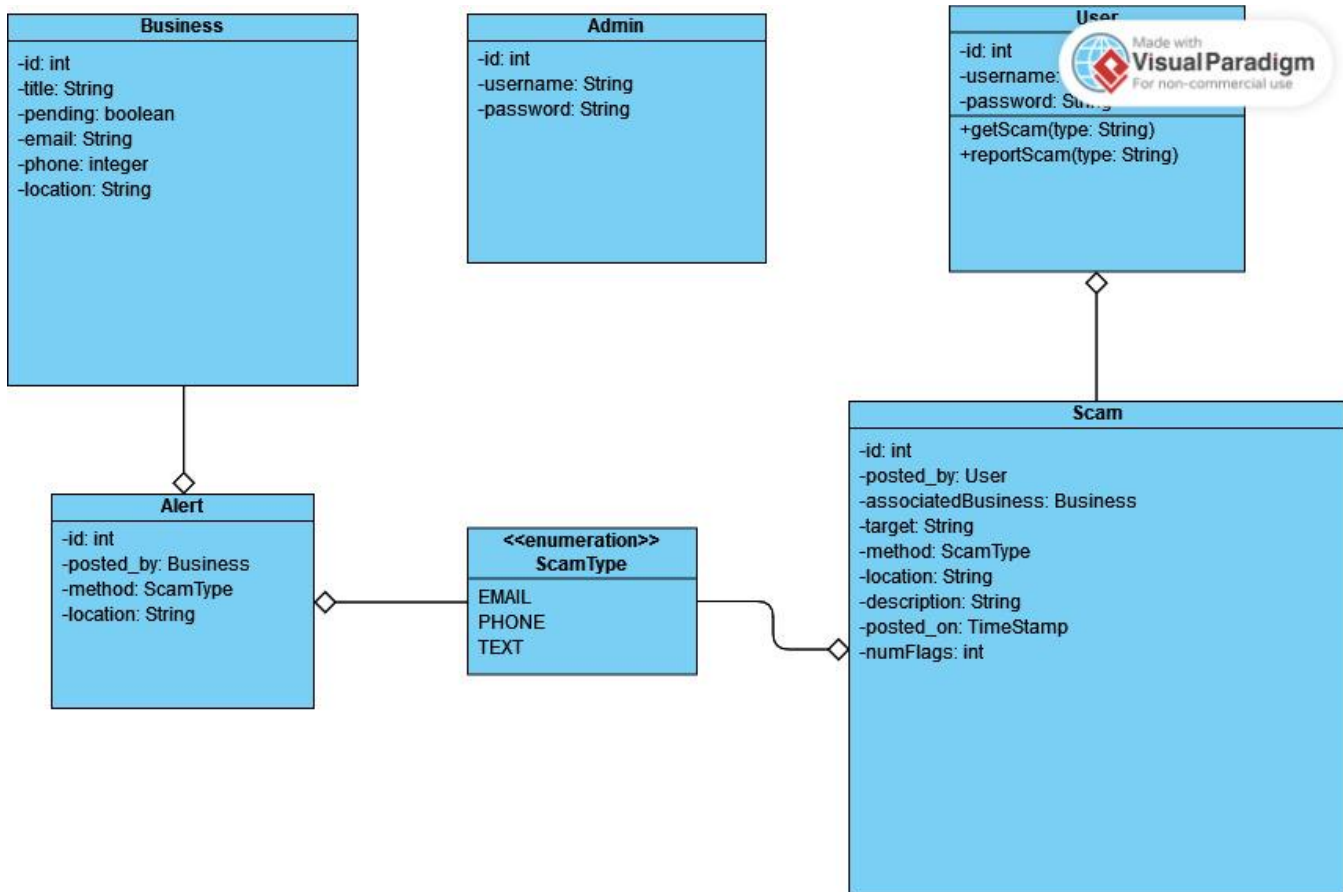 Business
-id: int
-title: String
-pending: boolean
-email: String
-phone: integer
-location: String
Admin
-id: int
-username: String
-password: String
User
-id: int
-username:
-password: String
+getScam(type: String)
+reportScam(type: String)
Made with
VisualParadigm
For non-commercial use
Alert
-id: int
-posted_by: Business
-method: ScamType
-location: String
<<enumeration>>
ScamType
EMAIL
PHONE
TEXT
Scam
-id: int
-posted_by: User
-associatedBusiness: Business
-target: String
-method: ScamType
-location: String
-description: String
-posted_on: TimeStamp
-numFlags: int